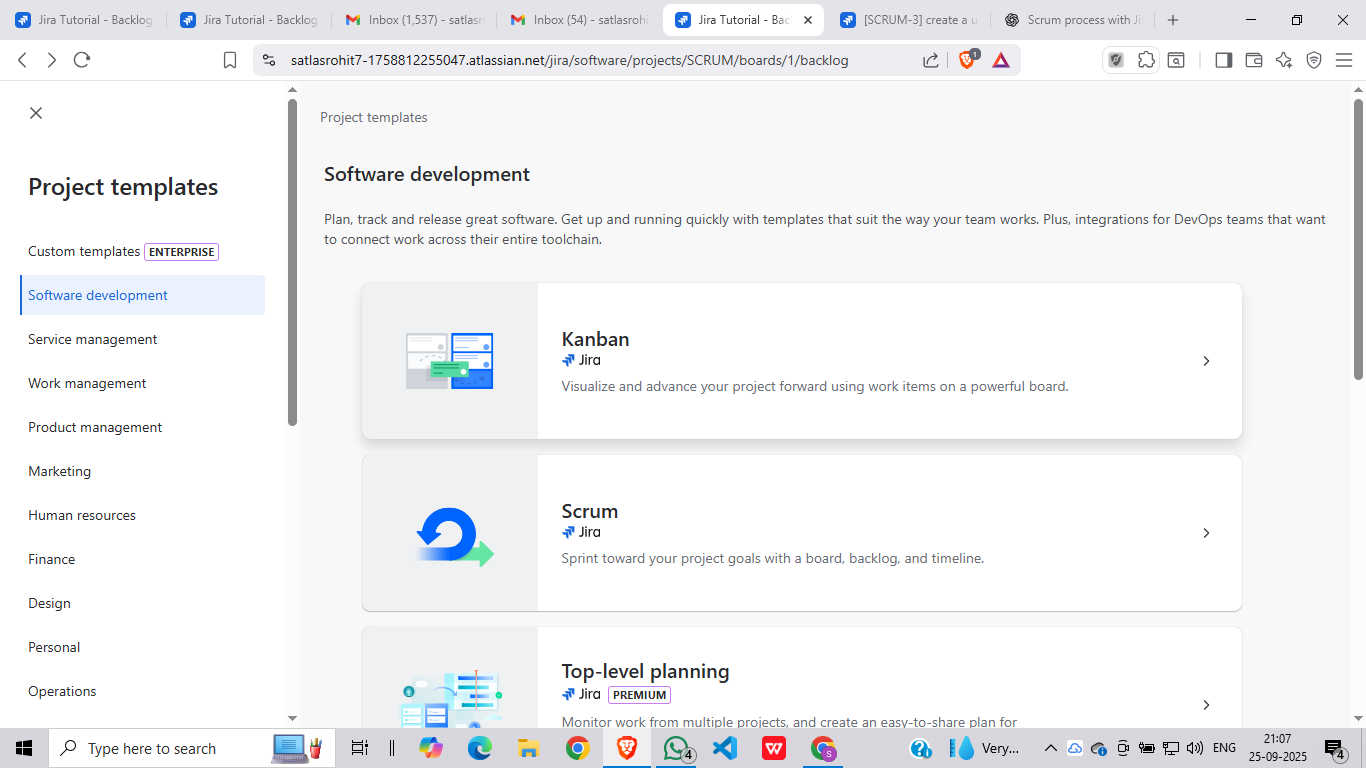 Jira Tutorial - Backlog
Jira Tutorial - Backlog
Inbox (1,537) - satlasr
Inbox (54) - satlasrohi
Jira Tutorial - Bac
[SCRUM-3] create a u
Scrum process with Ji
satlasrohit7-1758812255047.atlassian.net/jira/software/projects/SCRUM/boards/1/backlog
1
Project templates
Custom templates ENTERPRISE
Software development
Service management
Work management
Product management
Marketing
Human resources
Finance
Design
Personal
Operations
Project templates
Software development
Plan, track and release great software. Get up and running quickly with templates that suit the way your team works. Plus, integrations for DevOps teams that want
to connect work across their entire toolchain.
Kanban
Jira
Visualize and advance your project forward using work items on a powerful board.
Scrum
Jira
Sprint toward your project goals with a board, backlog, and timeline.
Top-level planning
Jira PREMIUM
Monitor work from multiple projects, and create an easy-to-share plan for
Type here to search
4
W
S
Very...
ENG
21:07
25-09-2025
4